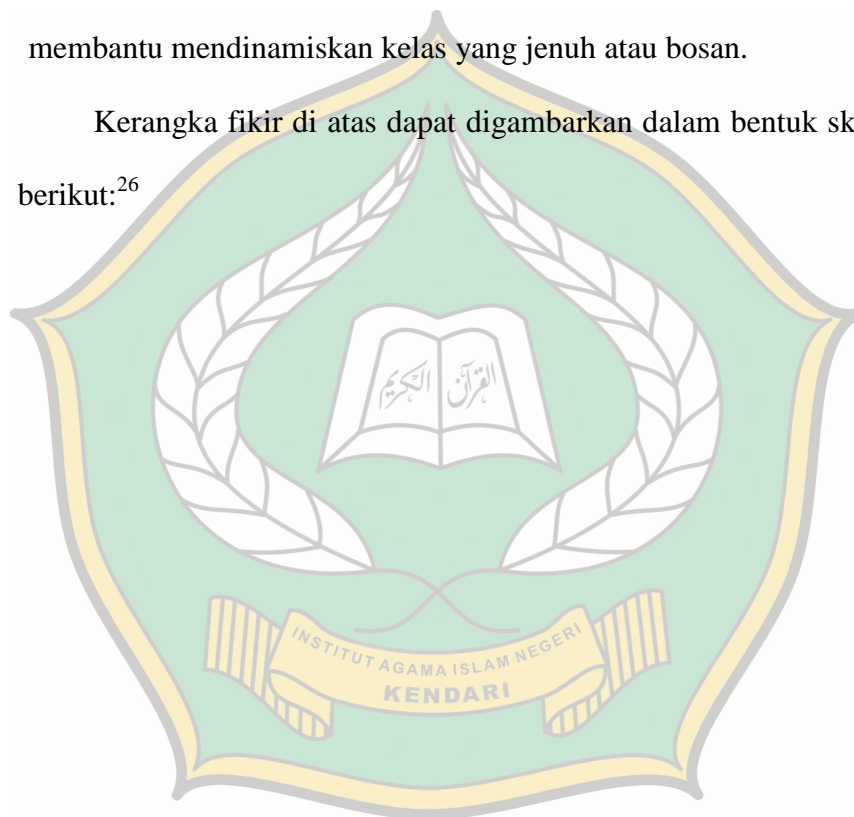 membantu mendinamiskan kelas yang jenuh atau bosan.
Kerangka fikir di atas dapat digambarkan dalam bentuk sk
berikut:26
القرآن الكريم
INSTITUT AGAMA ISLAM NEGERI
KENDARI